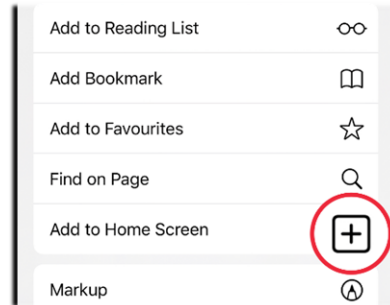 Add to Reading List
Add Bookmark
Add to Favourites
Find on Page
Add to Home Screen
Markup